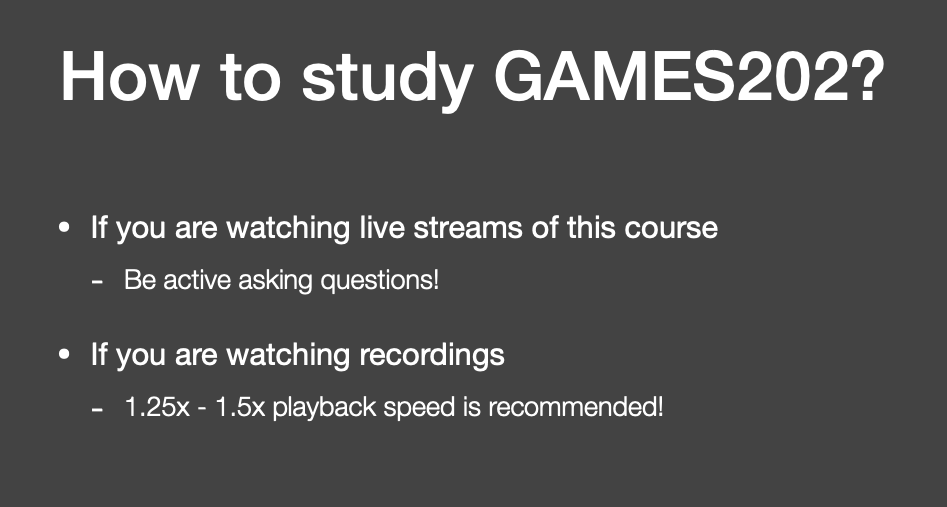 How to study GAMES202?
• If you are watching live streams of this course
- Be active asking questions!
• If you are watching recordings
- 1.25x - 1.5x playback speed is recommended!